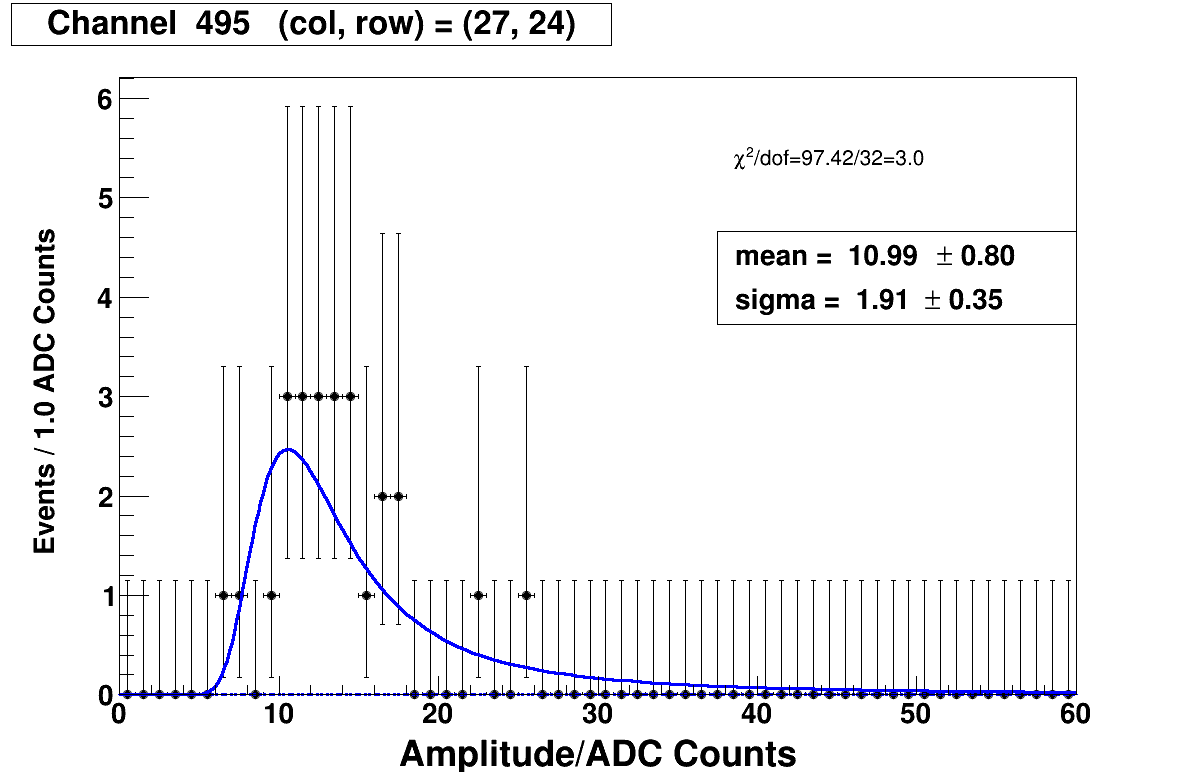 Channel 495 (col, row) = (27, 24)
χ²/dof=97.42/32=3.0
mean = 10.99 ± 0.80
sigma = 1.91 ± 0.35
Events / 1.0 ADC Counts
6
5
4
3
2
1
0
0 10 20 30 40 50 60
Amplitude/ADC Counts